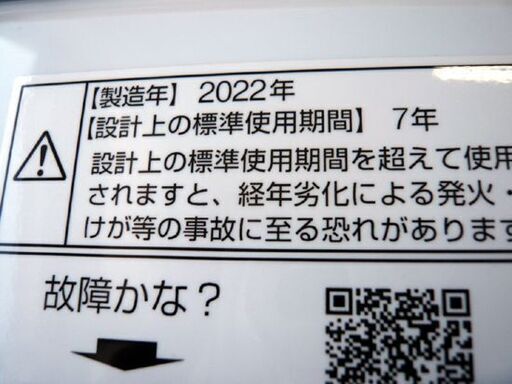 【製造年】 2022年
【設計上の標準使用期間】 7年
設計上の標準使用期間を超えて使用
されますと、経年劣化による発火・
けが等の事故に至る恐れがあります
故障かな？